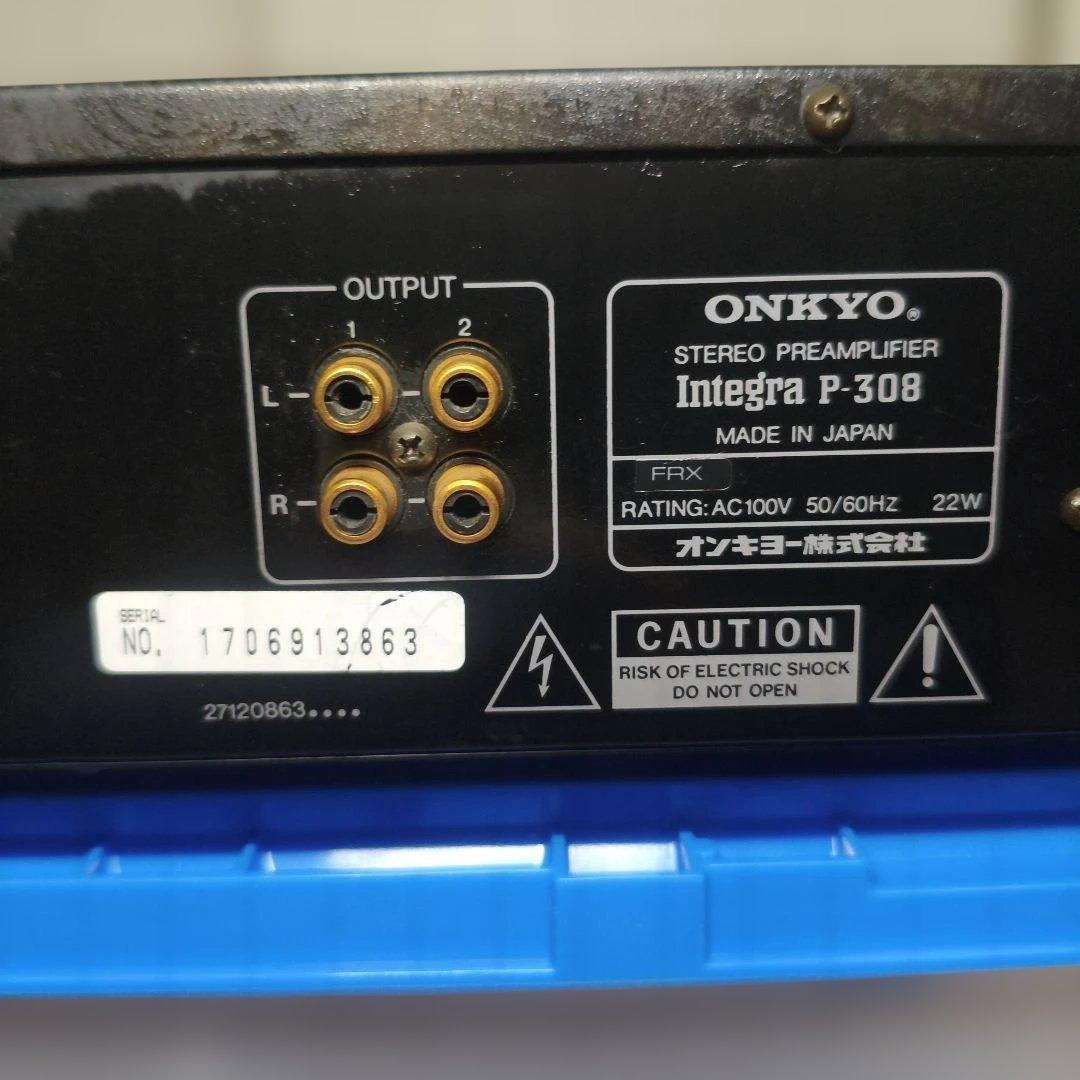 OUTPUT
1 2
L
R
ONKYO®
STEREO PREAMPLIFIER
Integra P-308
MADE IN JAPAN
FRX
RATING: AC100V 50/60Hz 22W
オンキヨー株式会社
SERIAL
NO. 1706913863
27120863....
CAUTION
RISK OF ELECTRIC SHOCK
DO NOT OPEN